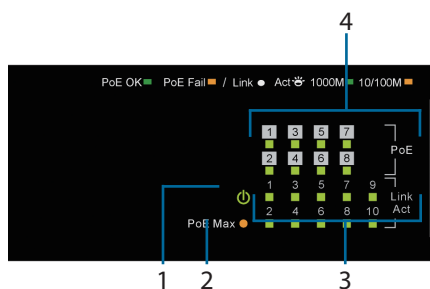 4
PoE OK PoE Fail / Link Act 1000M 10/100M
1 3 5 7
PoE
2 4 6 8
1 3 5 7 9
Link
Act
2 4 6 8 10
PoE Max
1 2 3